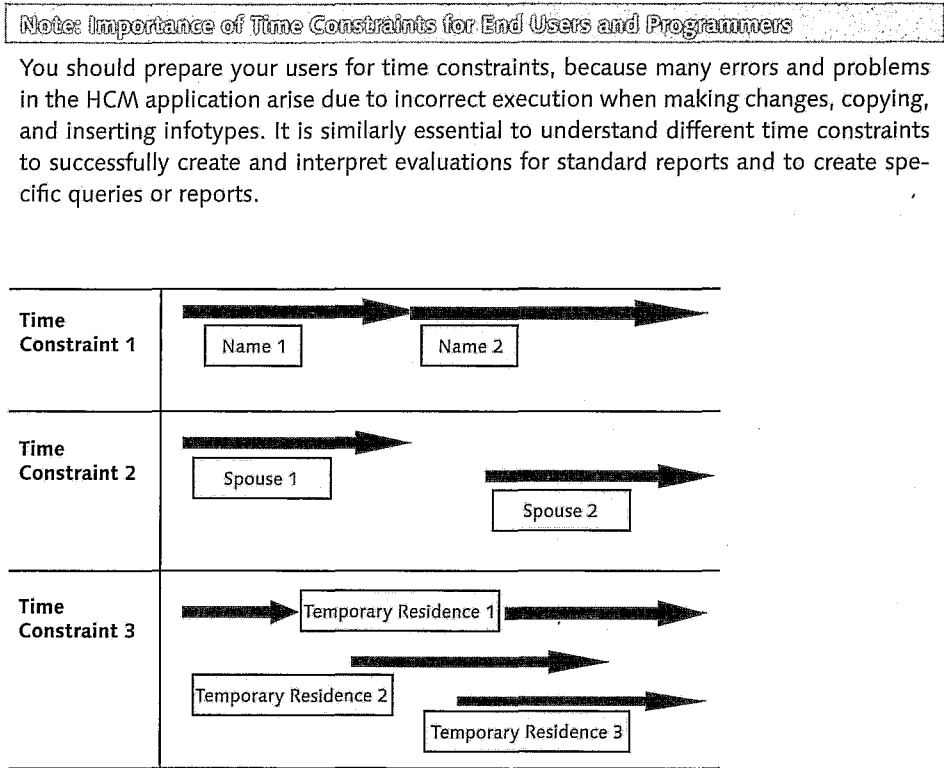 Note: Importance of Time Constraints for End Users and Programmers
You should prepare your users for time constraints, because many errors and problems
in the HCM application arise due to incorrect execution when making changes, copying,
and inserting infotypes. It is similarly essential to understand different time constraints
to successfully create and interpret evaluations for standard reports and to create spe-
cific queries or reports.
Time
Constraint 1
Name 1
Name 2
Time
Constraint 2
Spouse 1
Spouse 2
Time
Constraint 3
Temporary Residence 1
Temporary Residence 2
Temporary Residence 3